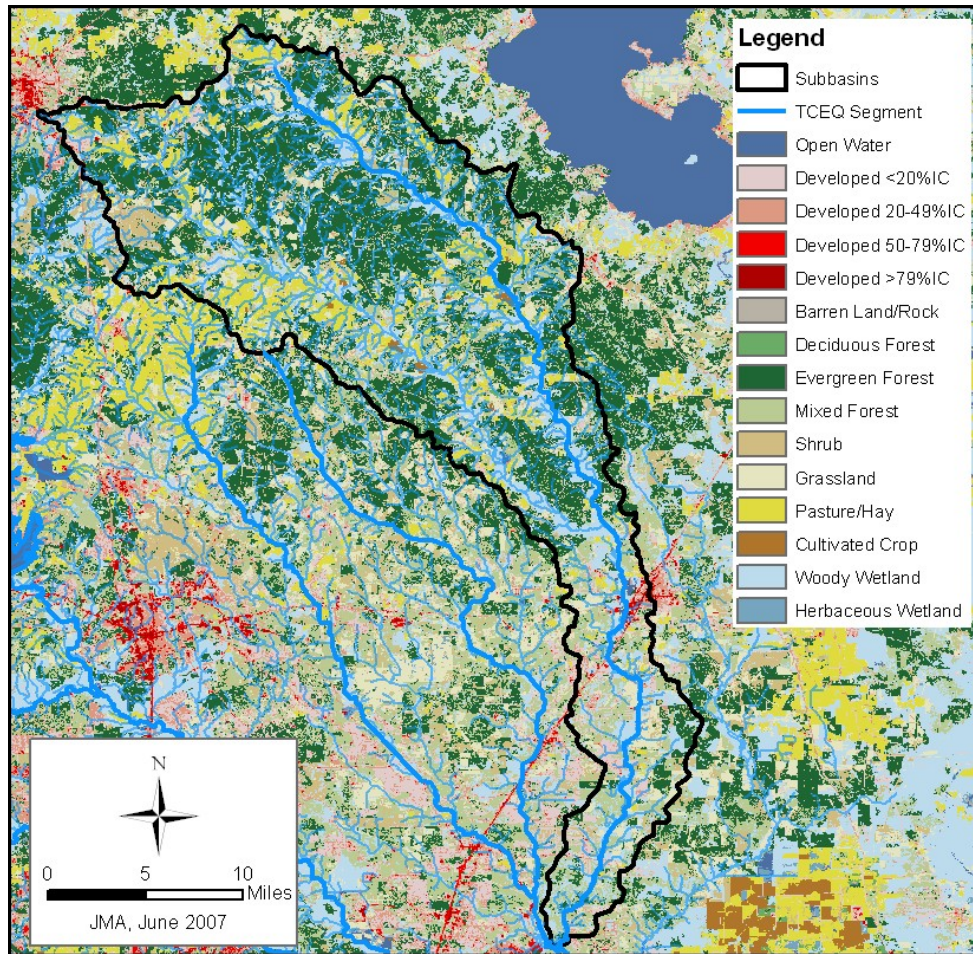 Legend
Subbasins
TCEQ Segment
Open Water
Developed <20%IC
Developed 20-49%IC
Developed 50-79%IC
Developed >79%IC
Barren Land/Rock
Deciduous Forest
Evergreen Forest
Mixed Forest
Shrub
Grassland
Pasture/Hay
Cultivated Crop
Woody Wetland
Herbaceous Wetland
N
0 5 10
Miles
JMA, June 2007